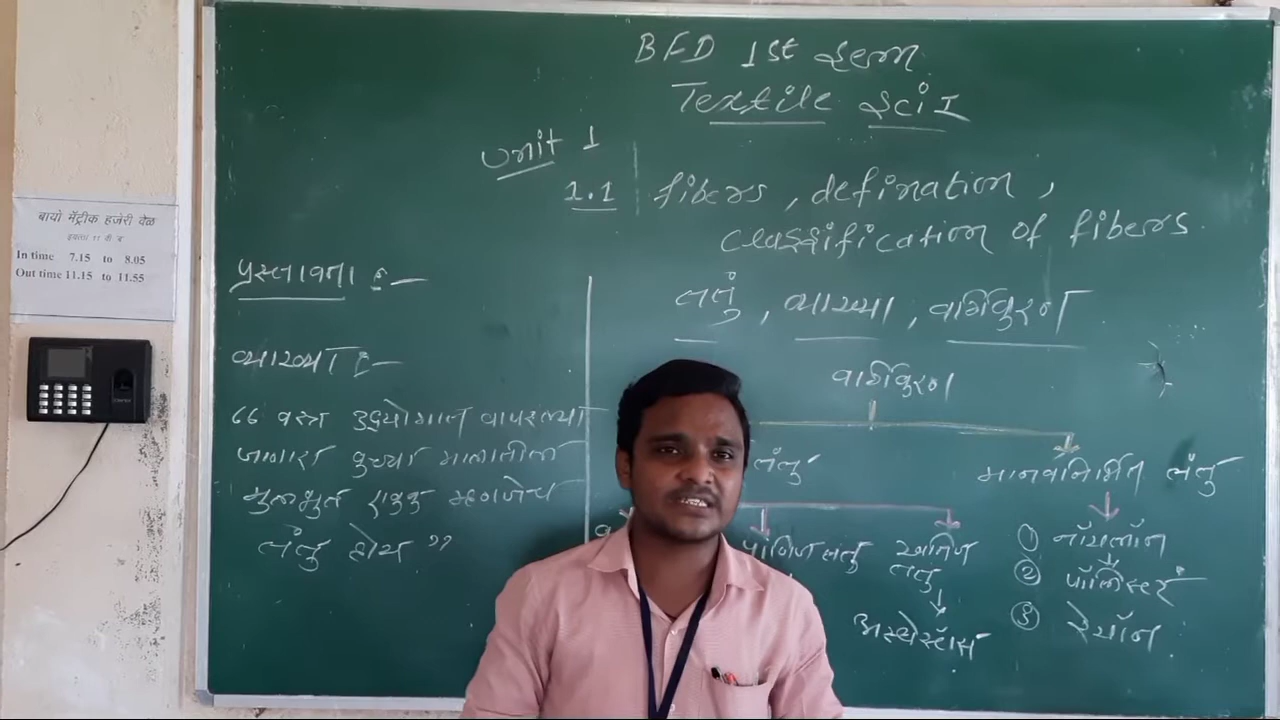 BFD 1st sem
Textile Sci I
Unit 1
1.1 fibers, defination,
classification of fibers
तंतु, व्याख्या, वर्गिकरण
प्रस्तावना :-
व्याख्या :-
“ वस्त्र उद्योगात वापरल्या
जाणारा कच्च्या मालातील
मुलभुत एकक म्हणजेच
तंतु होय ”
वर्गिकरण
तंतु
मानवनिर्मित तंतु
प्राणिज तंतु
खनिज
तंतु
अस्बेस्टॉस
① नॉयलॉन
② पॉलिस्टर
③ रेयॉन
बायो मॅट्रीक हजेरी वेळ
In time 7.15 to 8.05
Out time 11.15 to 11.55